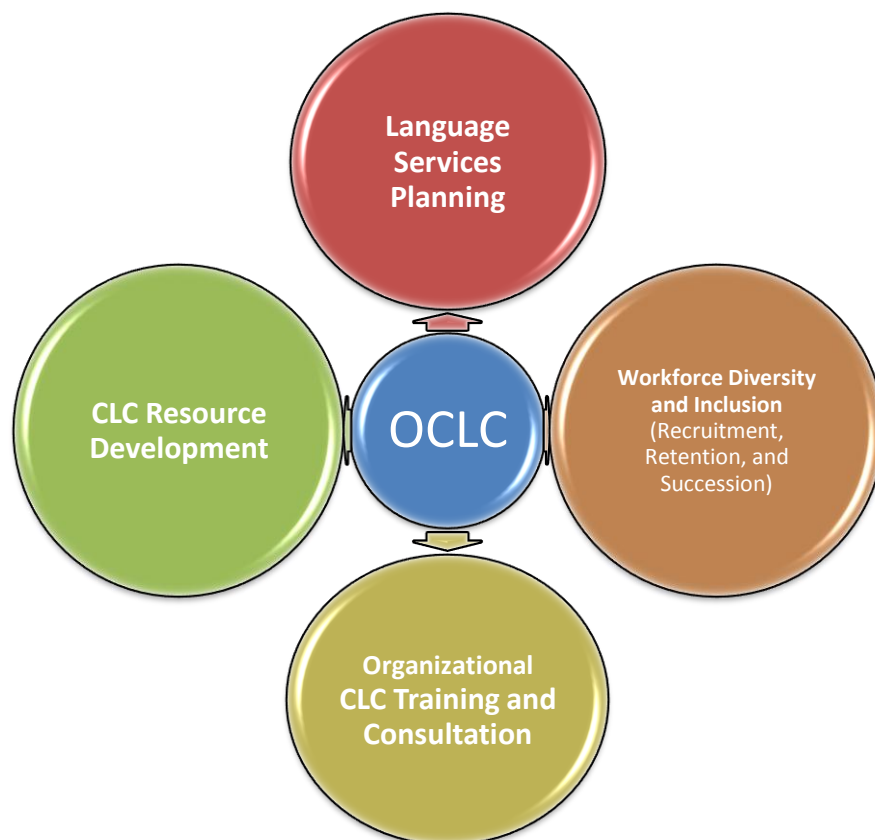 Language
Services
Planning
CLC Resource
Development
OCLC
Workforce Diversity
and Inclusion
(Recruitment,
Retention, and
Succession)
Organizational
CLC Training and
Consultation